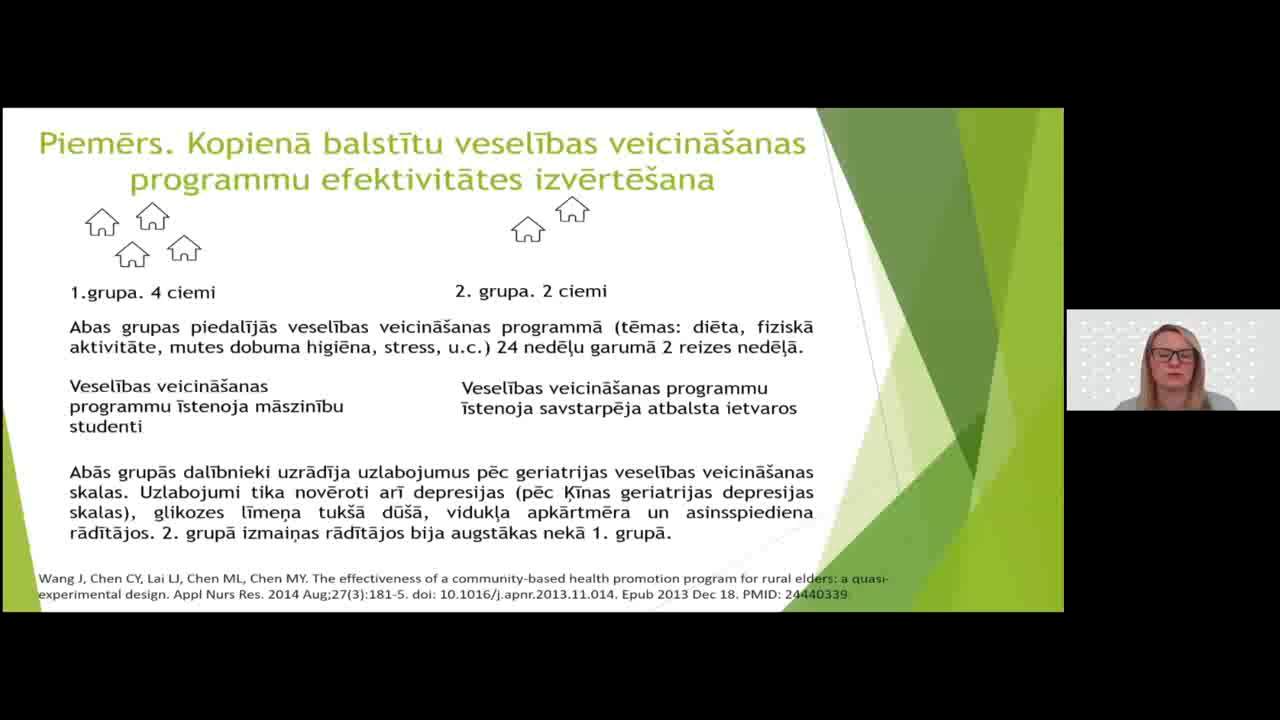 Piemērs. Kopienā balstītu veselības veicināšanas
programmu efektivitātes izvērtēšana
1.grupa. 4 ciemi
2. grupa. 2 ciemi
Abas grupas piedalījās veselības veicināšanas programmā (tēmas: diēta, fiziskā
aktivitāte, mutes dobuma higiēna, stress, u.c.) 24 nedēļu garumā 2 reizes nedēļā.
Veselības veicināšanas
programmu īstenoja māszinību
studenti
Veselības veicināšanas programmu
īstenoja savstarpēja atbalsta ietvaros
Abās grupās dalībnieki uzrādīja uzlabojumus pēc geriatrijas veselības veicināšanas
skalas. Uzlabojumi tika novēroti arī depresijas (pēc Ķīnas geriatrijas depresijas
skalas), glikozes līmeņa tukšā dūšā, vidukļa apkārtmēra un asinsspiediena
rādītājos. 2. grupā izmaiņas rādītājos bija augstākas nekā 1. grupā.
Wang J, Chen CY, Lai LJ, Chen ML, Chen MY. The effectiveness of a community-based health promotion program for rural elders: a quasi-
experimental design. Appl Nurs Res. 2014 Aug;27(3):181-5. doi: 10.1016/j.apnr.2013.11.014. Epub 2013 Dec 18. PMID: 24440339.